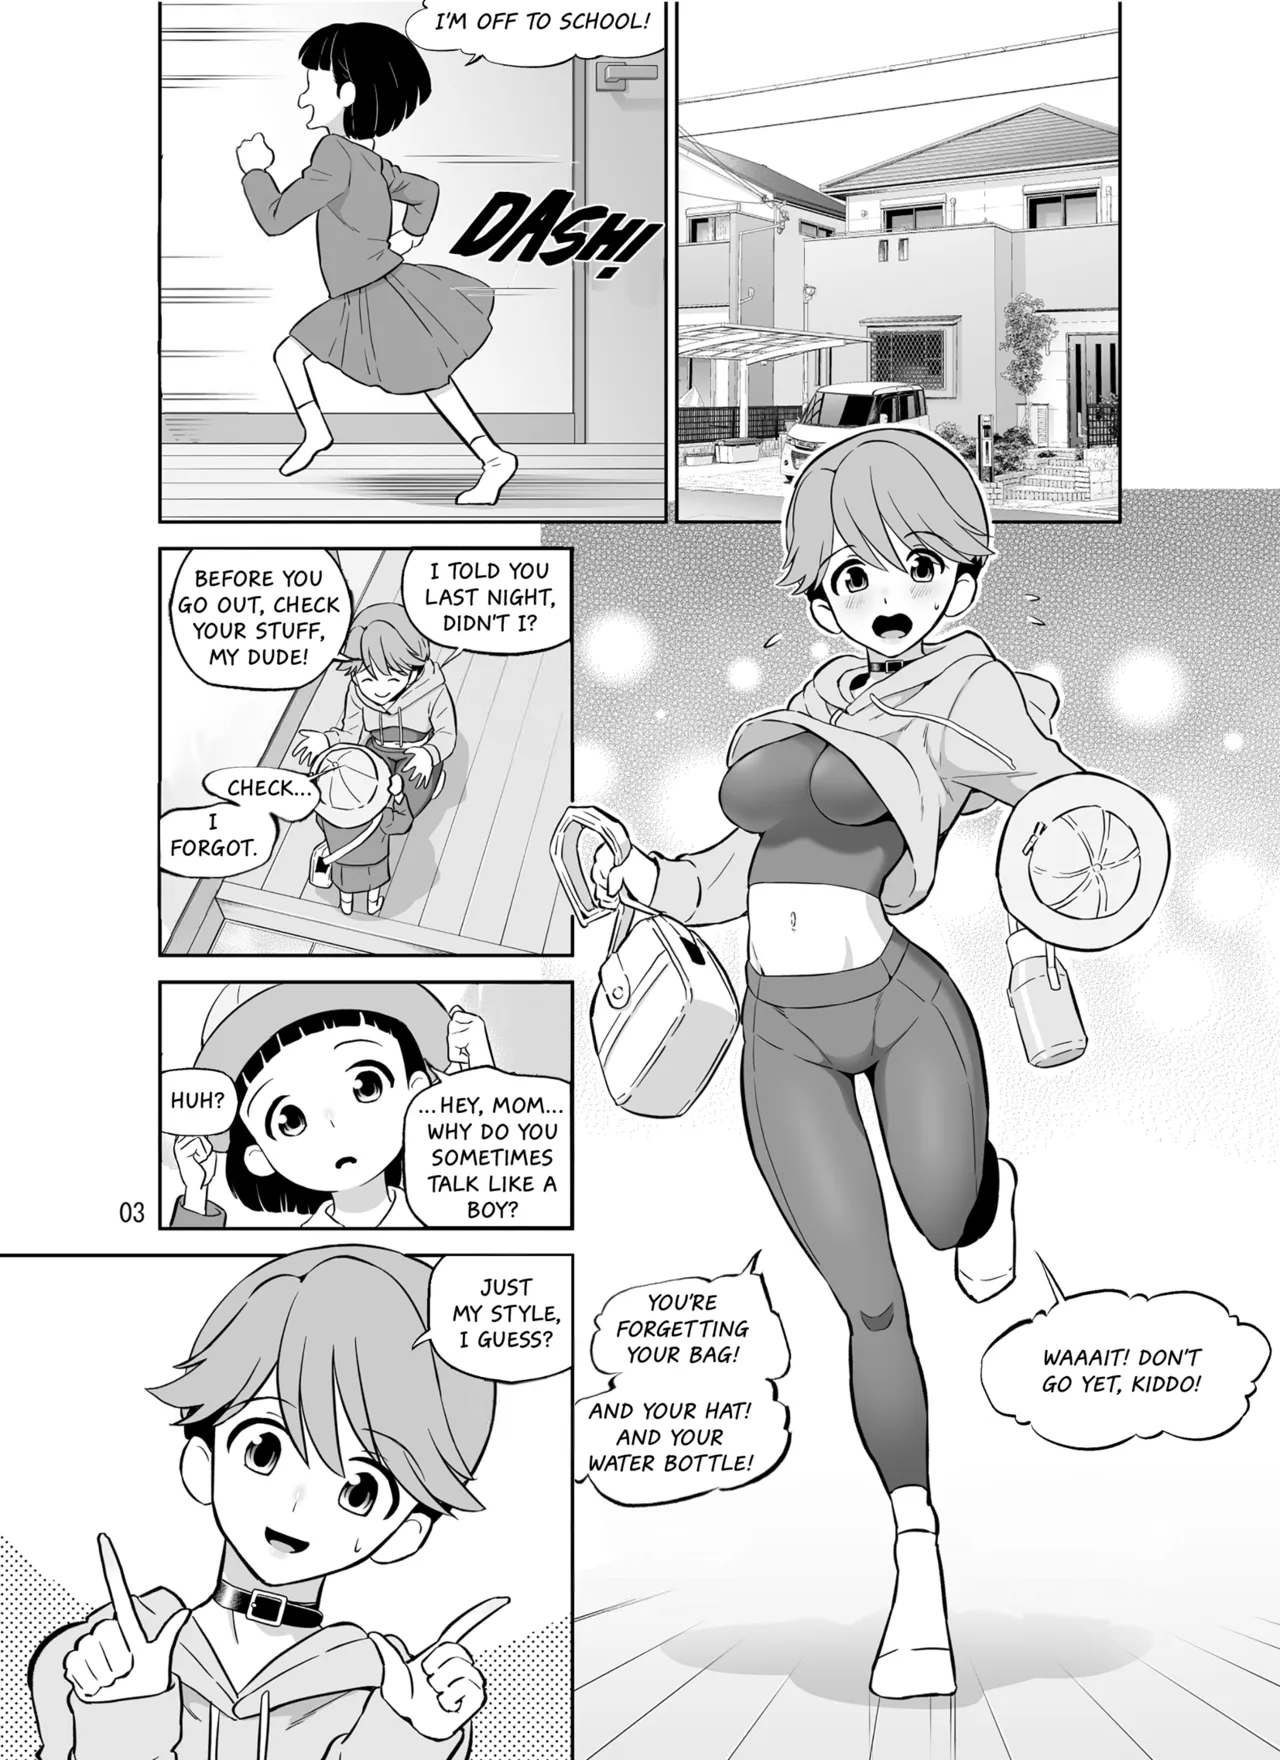 I'M OFF TO SCHOOL!
DASH!
WAAAIT! DON'T
GO YET, KIDDO!
YOU'RE
FORGETTING
YOUR BAG!
AND YOUR HAT!
AND YOUR
WATER BOTTLE!
I TOLD YOU
LAST NIGHT,
DIDN'T I?
BEFORE YOU
GO OUT, CHECK
YOUR STUFF,
MY DUDE!
CHECK...
I
FORGOT.
...HEY, MOM...
WHY DO YOU
SOMETIMES
TALK LIKE A
BOY?
HUH?
JUST
MY STYLE,
I GUESS?
03